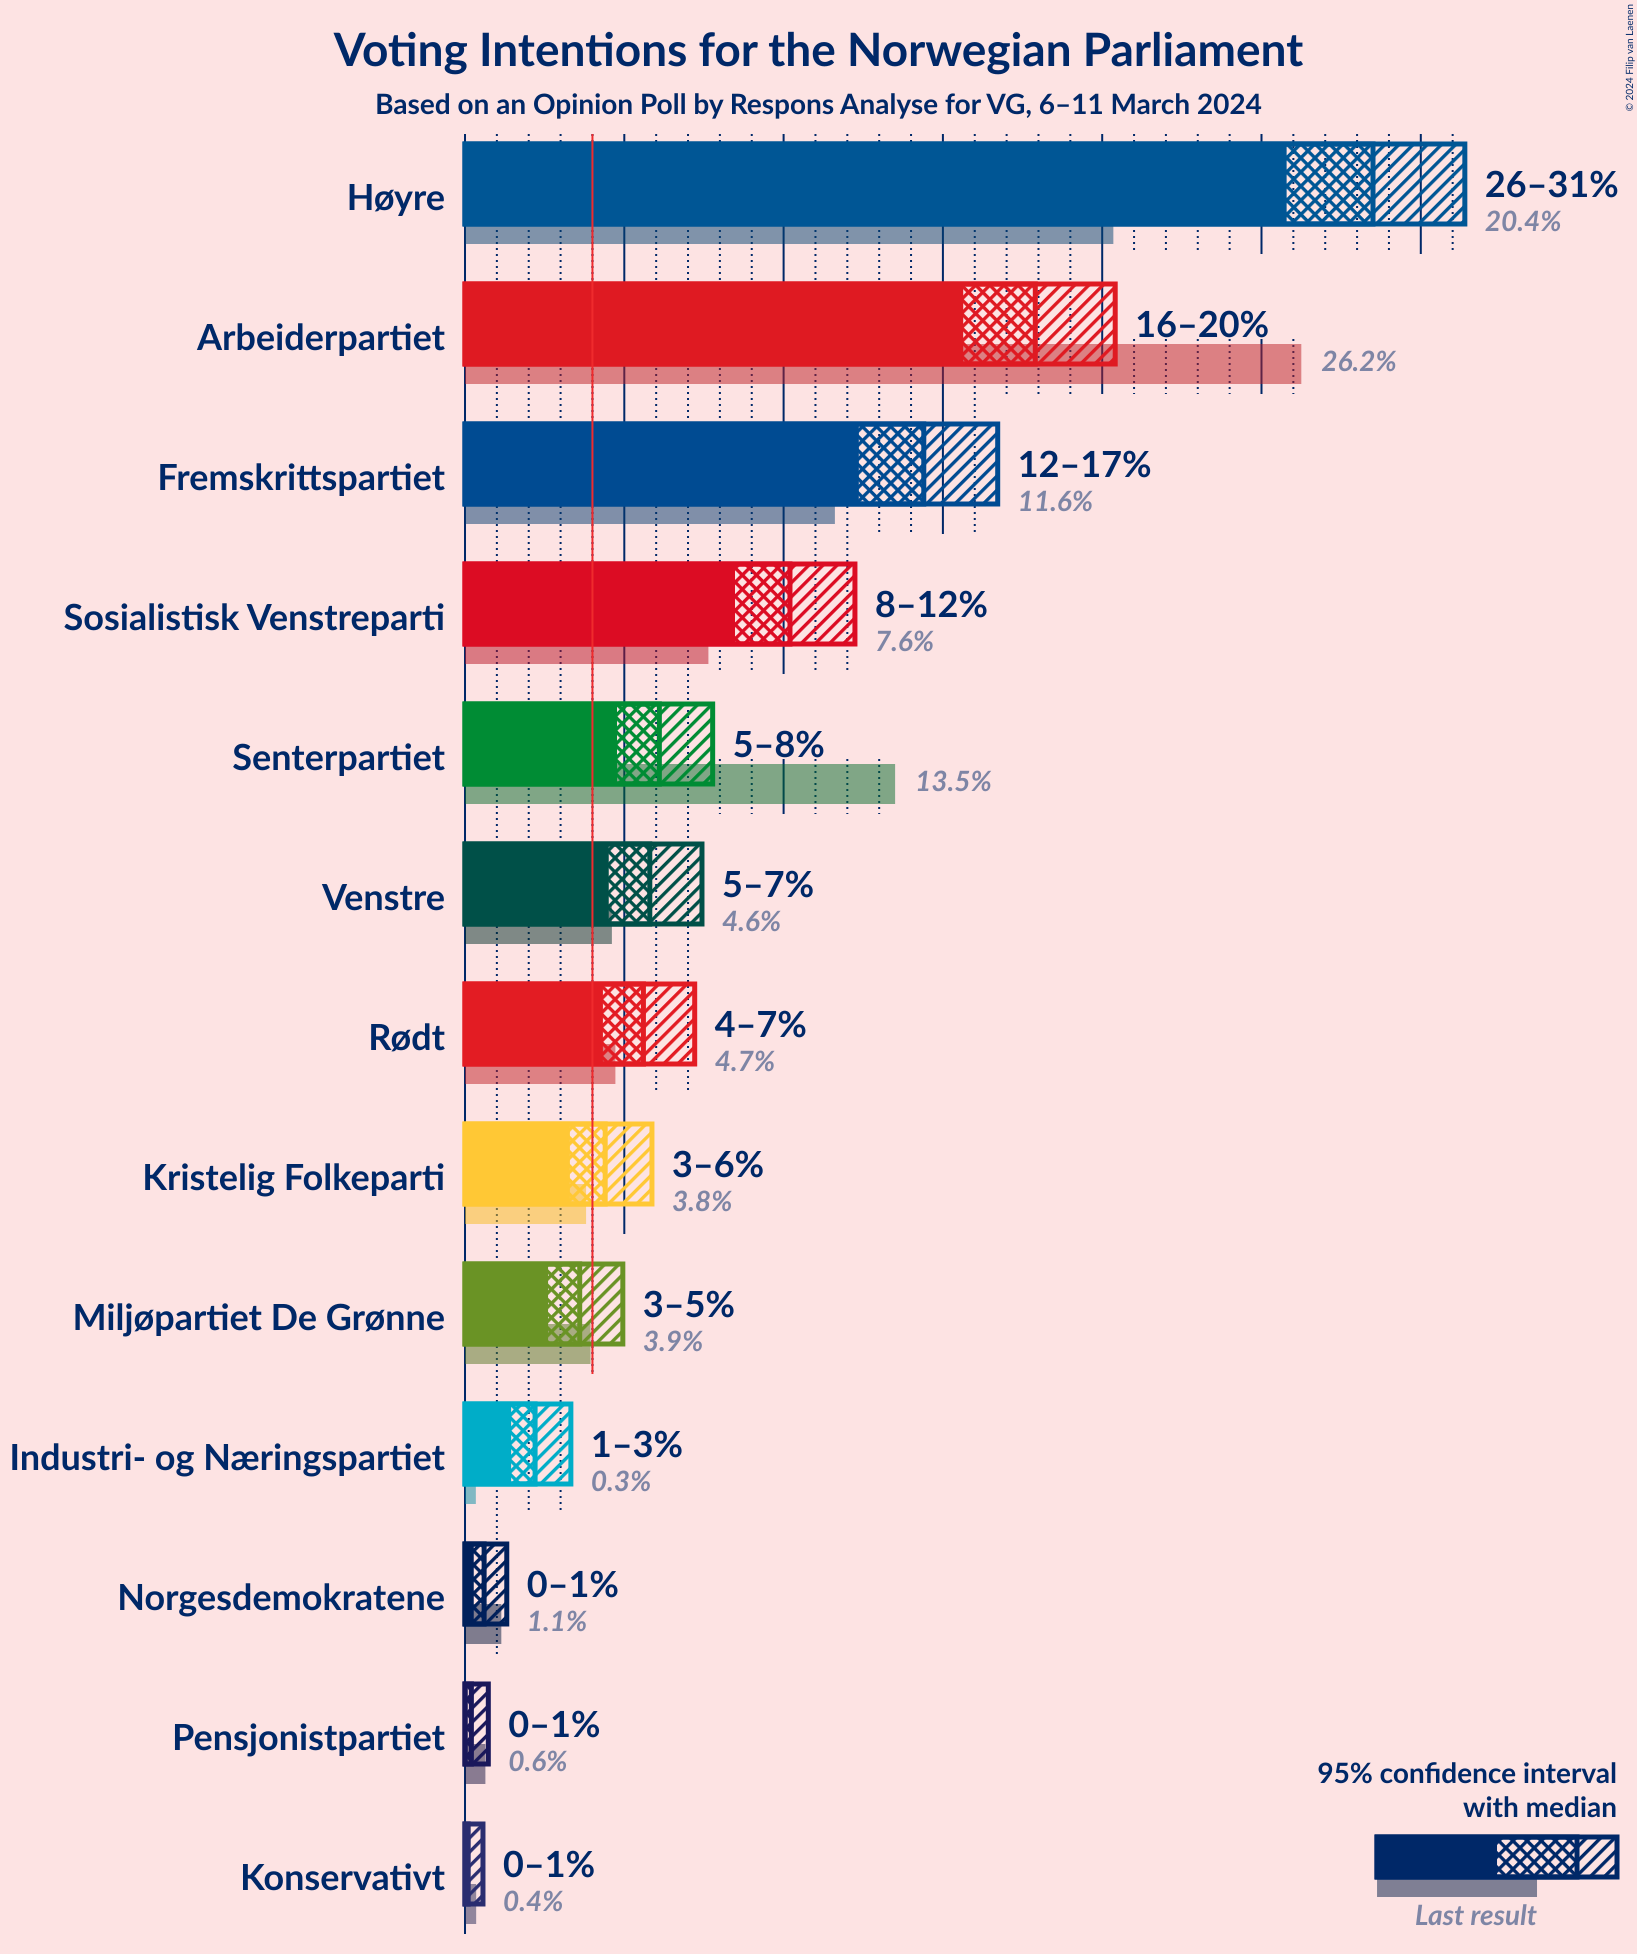 Voting Intentions for the Norwegian Parliament
Based on an Opinion Poll by Respons Analyse for VG, 6–11 March 2024
© 2024 Filip van Laenen
Høyre
26–31%
20.4%
Arbeiderpartiet
16–20%
26.2%
Fremskrittspartiet
12–17%
11.6%
Sosialistisk Venstreparti
8–12%
7.6%
Senterpartiet
5–8%
13.5%
Venstre
5–7%
4.6%
Rødt
4–7%
4.7%
Kristelig Folkeparti
3–6%
3.8%
Miljøpartiet De Grønne
3–5%
3.9%
Industri- og Næringspartiet
1–3%
0.3%
Norgesdemokratene
0–1%
1.1%
Pensjonistpartiet
0–1%
0.6%
Konservativt
0–1%
0.4%
95% confidence interval
with median
Last result